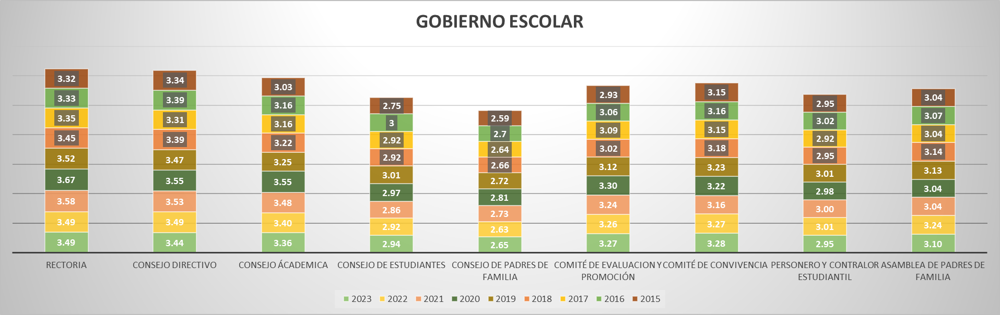 GOBIERNO ESCOLAR
3.32 3.34 3.03 2.75 2.59 2.93 3.15 2.95 3.04
3.33 3.39 3.16 3 2.7 3.06 3.16 3.02 3.07
3.35 3.31 3.16 2.92 2.64 3.09 3.15 2.92 3.04
3.45 3.39 3.22 2.92 2.66 3.02 3.18 2.95 3.14
3.52 3.47 3.25 3.01 2.72 3.12 3.23 3.01 3.13
3.67 3.55 3.55 2.97 2.81 3.30 3.22 2.98 3.04
3.58 3.53 3.48 2.86 2.73 3.24 3.16 3.00 3.04
3.49 3.49 3.40 2.92 2.63 3.26 3.27 3.01 3.24
3.49 3.44 3.36 2.94 2.65 3.27 3.28 2.95 3.10
RECTORIA
CONSEJO DIRECTIVO
CONSEJO ÁCADEMICA
CONSEJO DE ESTUDIANTES
CONSEJO DE PADRES DE
FAMILIA
COMITÉ DE EVALUACION Y
PROMOCIÓN
COMITÉ DE CONVIVENCIA
PERSONERO Y CONTRALOR
ESTUDIANTIL
ASAMBLEA DE PADRES DE
FAMILIA
2023 2022 2021 2020 2019 2018 2017 2016 2015